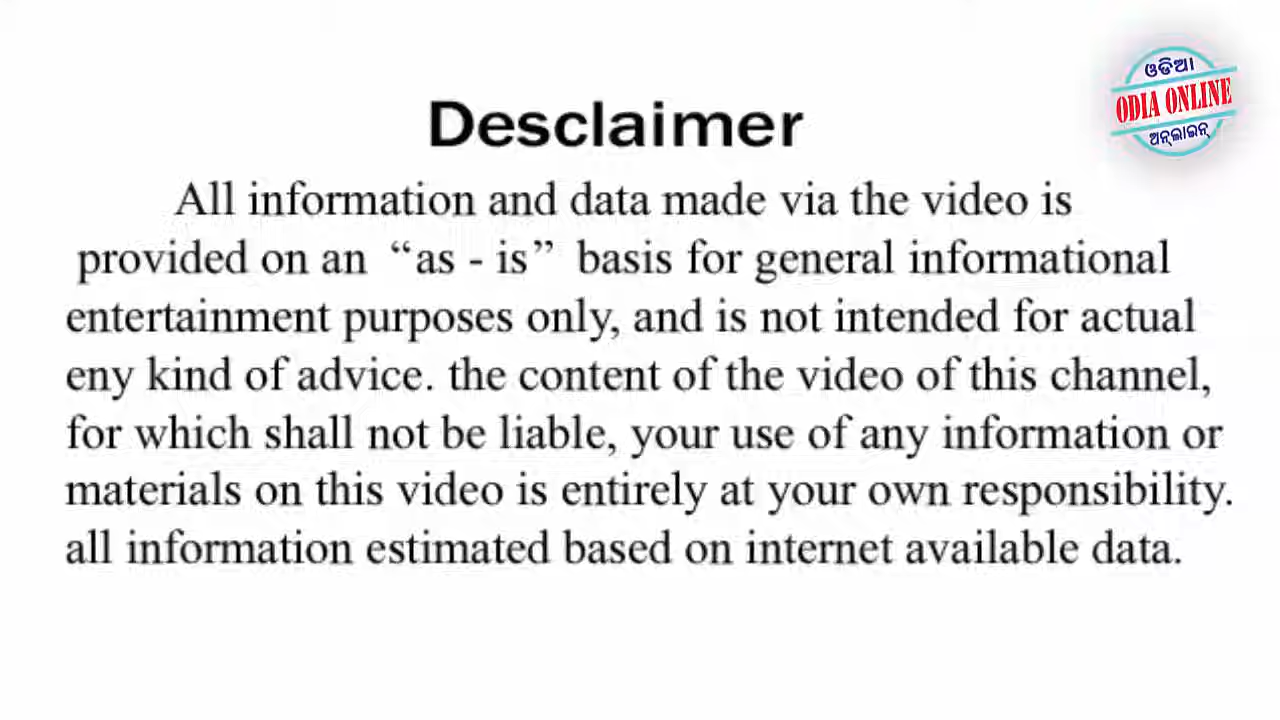 ଓଡିଆ
ODIA ONLINE
ଅନ୍‌ଲାଇନ୍
Desclaimer
All information and data made via the video is
provided on an “as - is” basis for general informational
entertainment purposes only, and is not intended for actual
eny kind of advice. the content of the video of this channel,
for which shall not be liable, your use of any information or
materials on this video is entirely at your own responsibility.
all information estimated based on internet available data.